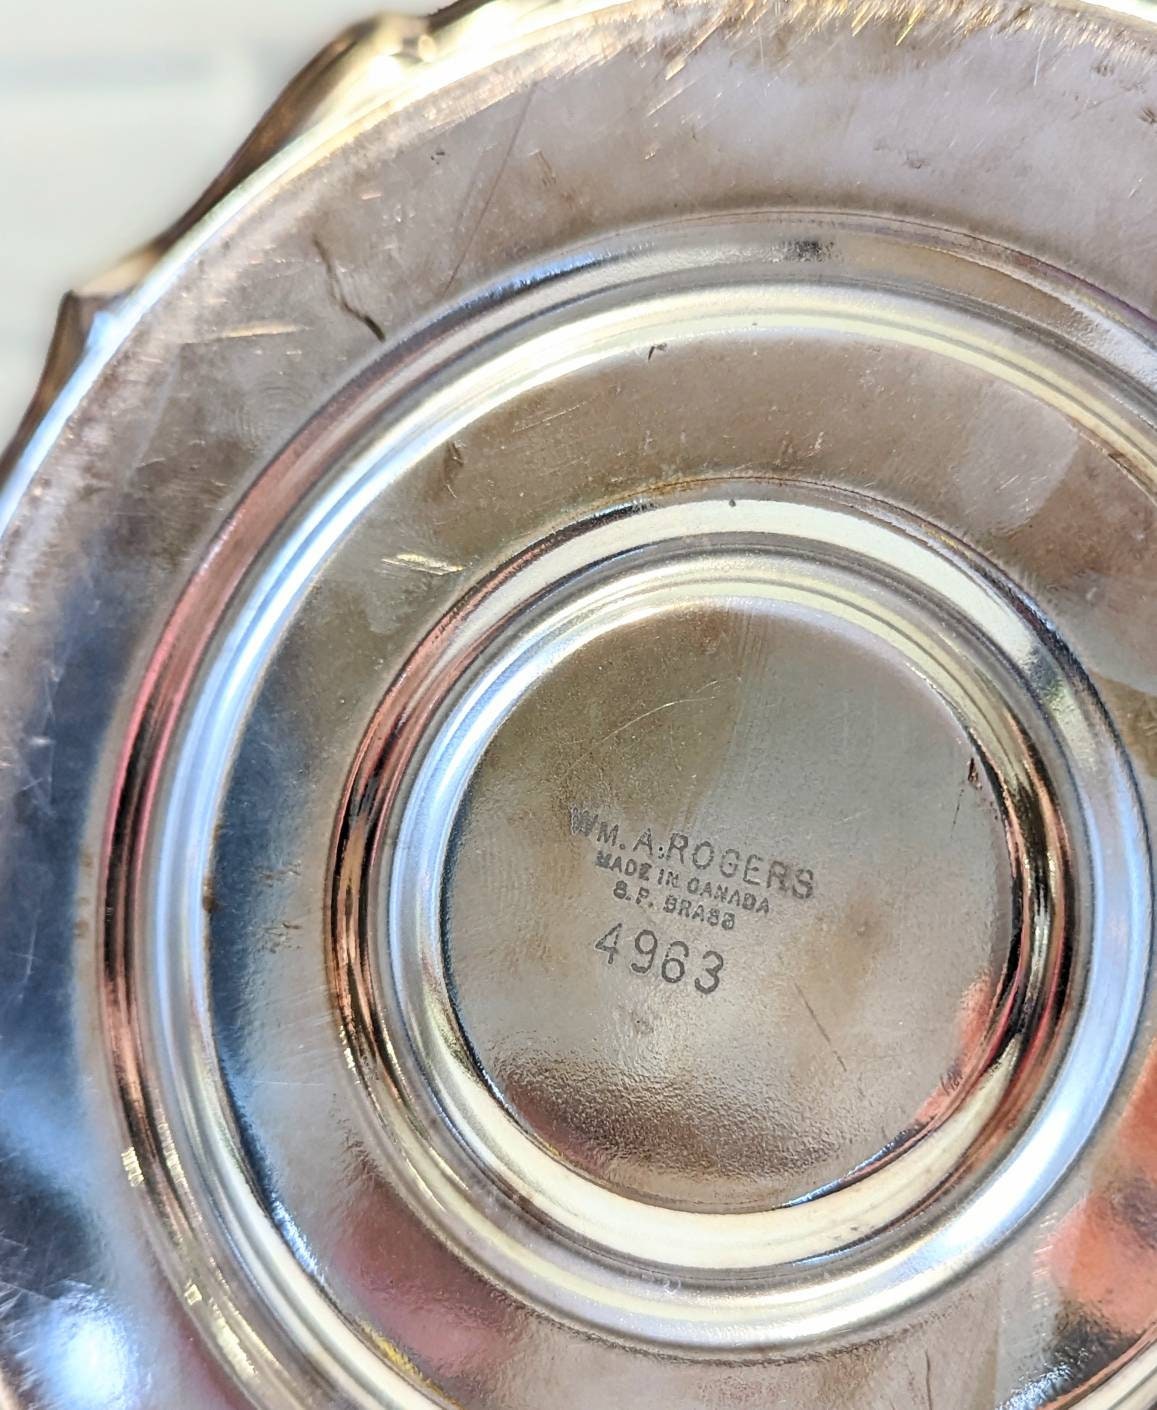 WM. A. ROGERS
MADE IN CANADA
S.P. BRASS
4963